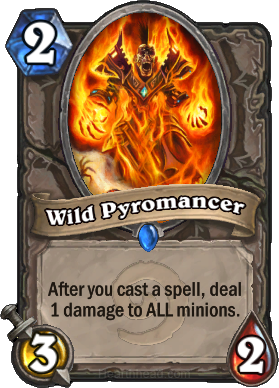 2
Wild Pyromancer
After you cast a spell, deal
1 damage to ALL minions.
3
2